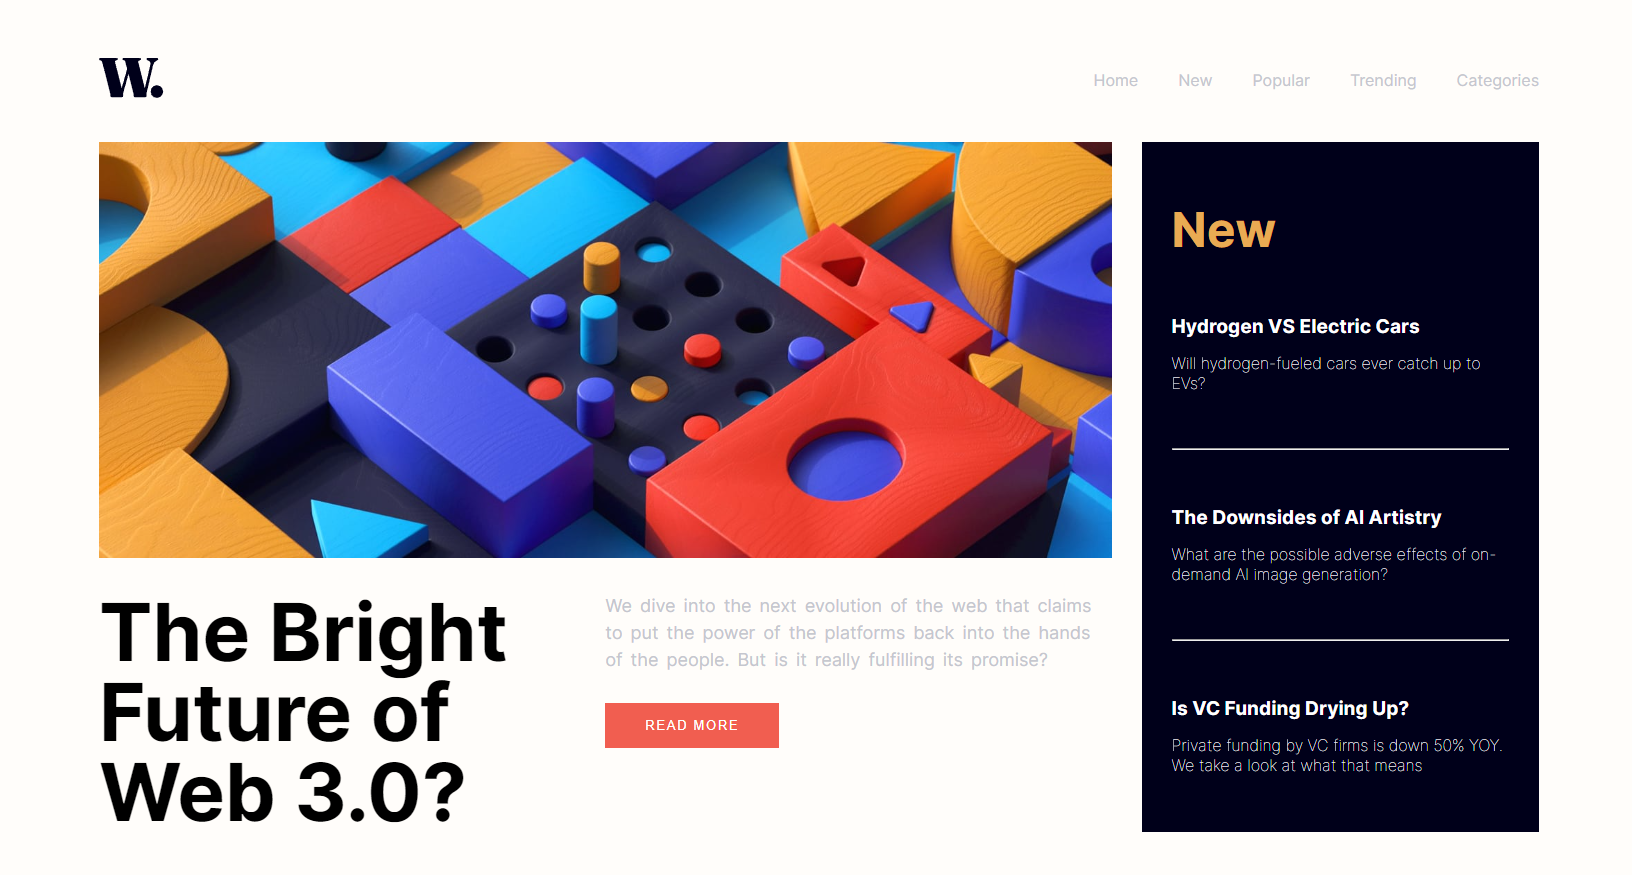 W.
Home New Popular Trending Categories
The Bright
Future of
Web 3.0?
We dive into the next evolution of the web that claims
to put the power of the platforms back into the hands
of the people. But is it really fulfilling its promise?
READ MORE
New
Hydrogen VS Electric Cars
Will hydrogen-fueled cars ever catch up to
EVs?
The Downsides of AI Artistry
What are the possible adverse effects of on-
demand AI image generation?
Is VC Funding Drying Up?
Private funding by VC firms is down 50% YOY.
We take a look at what that means